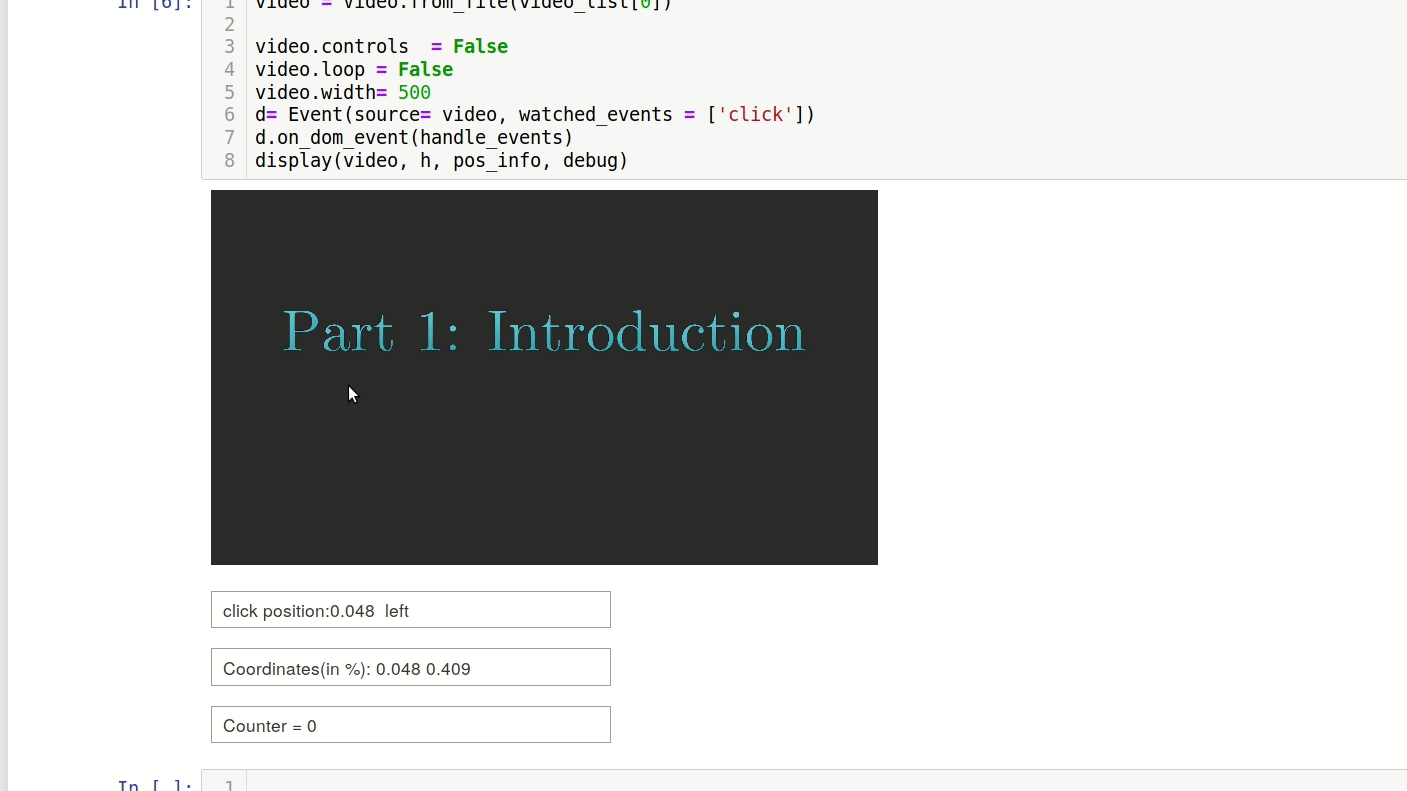 In [6]: 1 video = Video.from_file(video_list[0])
2
3 video.controls  = False
4 video.loop = False
5 video.width= 500
6 d= Event(source= video, watched_events = ['click'])
7 d.on_dom_event(handle_events)
8 display(video, h, pos_info, debug)
Part 1: Introduction
click position:0.048  left
Coordinates(in %): 0.048 0.409
Counter = 0
In [ ]: 1